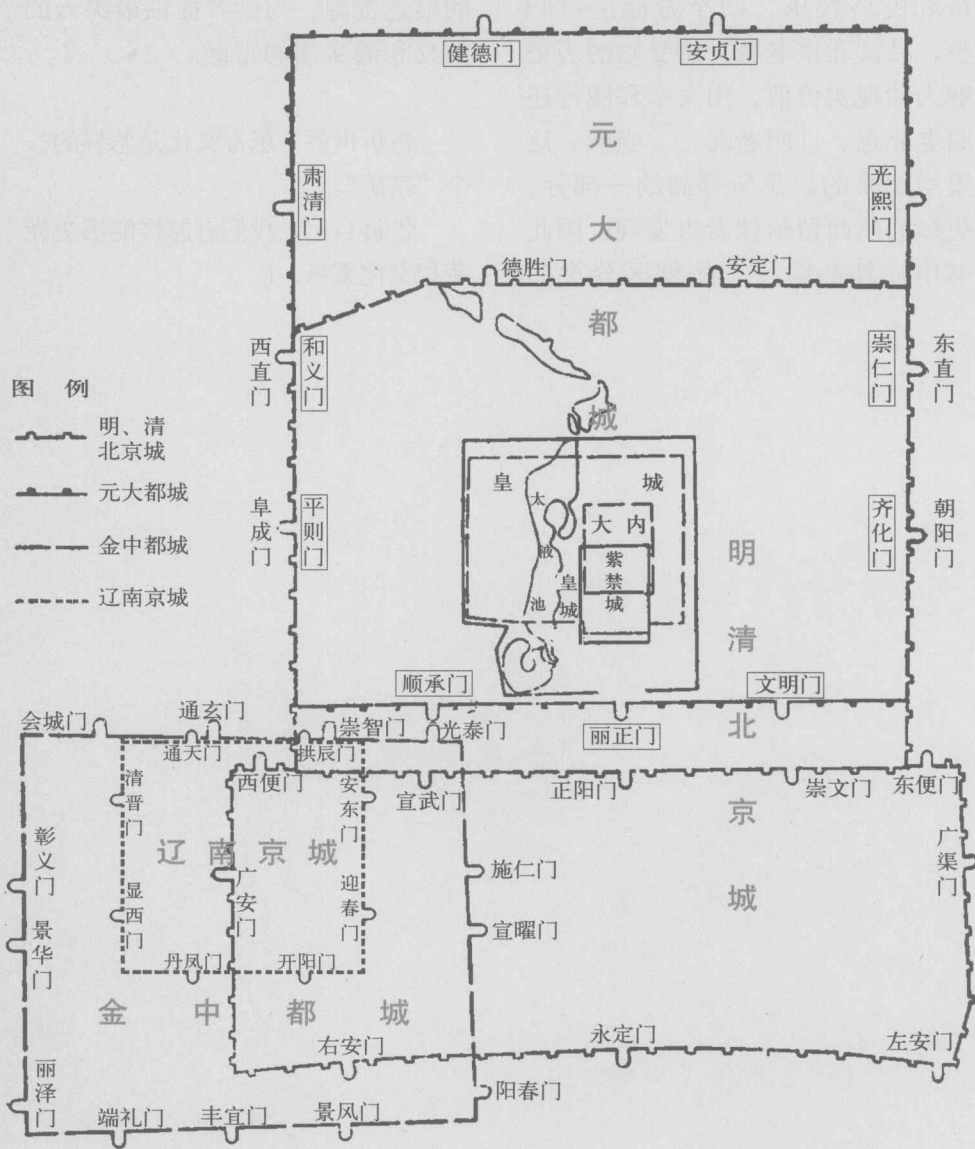 健德门
安贞门
元大都城
肃清门
光熙门
德胜门
安定门
西直门
和义门
崇仁门
东直门
图 例
明、清
北京城
元大都城
金中都城
辽南京城
阜成门
平则门
齐化门
朝阳门
皇城
太液池
大内
紫禁城
皇城
明清北京城
顺承门
文明门
丽正门
会城门
通玄门
崇智门
光泰门
通天门
拱辰门
西便门
宣武门
正阳门
崇文门
东便门
清晋门
安东门
辽南京城
彰义门
显西门
广安门
迎春门
施仁门
广渠门
景华门
宣曜门
丹凤门
开阳门
金中都城
右安门
永定门
左安门
丽泽门
阳春门
端礼门
丰宜门
景风门